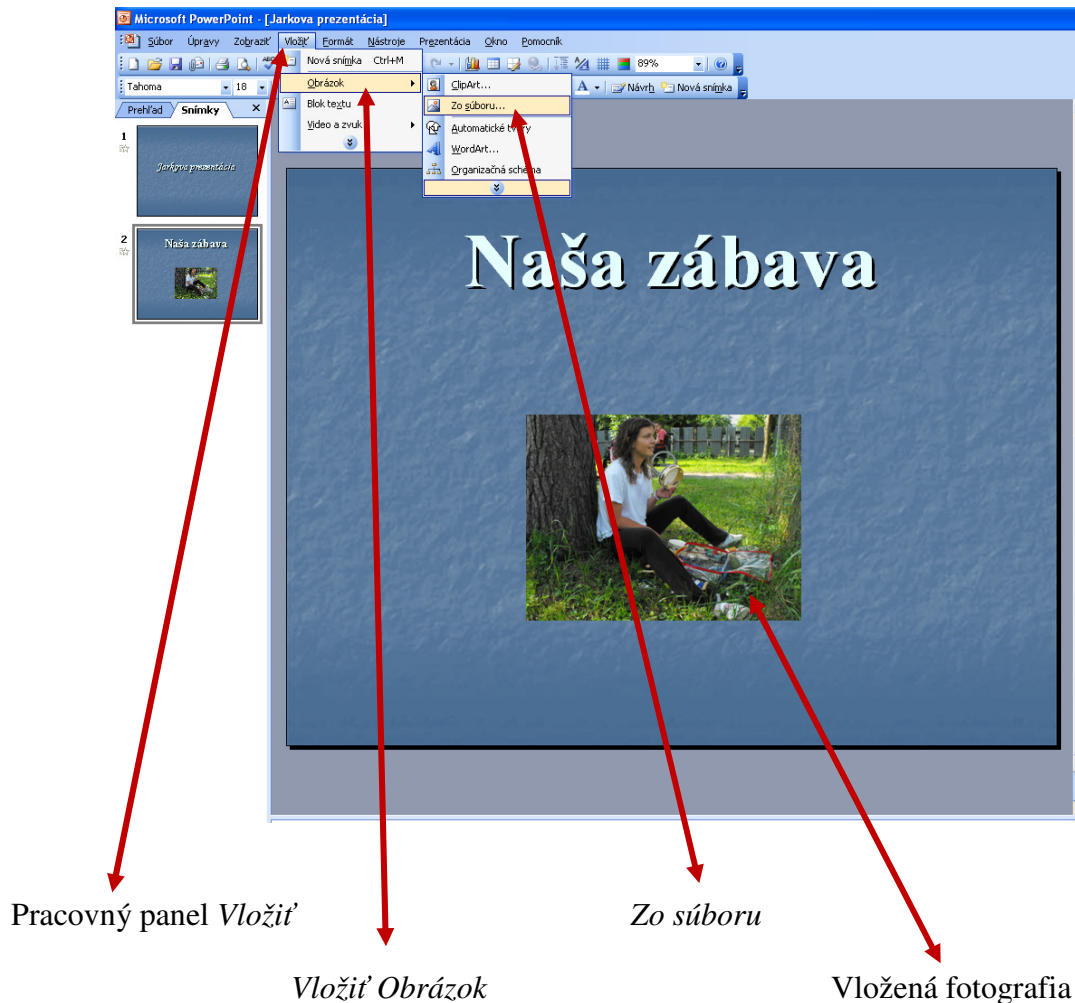 Microsoft PowerPoint - [Jarkova prezentácia]
Súbor Úpravy Zobraziť Vložiť Formát Nástroje Prezentácia Okno Pomocník
Nová snímka Ctrl+M
89%
Tahoma 18
Obrázok
ClipArt...
A Návrh Nová snímka
Prehľad Snímky X
Blok textu
Zo súboru...
Video a zvuk
Automatické tvary
WordArt...
Organizačná schéma
1
Jarkova prezentácia
2
Naša zábava
Naša zábava
Pracovný panel Vložiť
Zo súboru
Vložiť Obrázok
Vložená fotografia